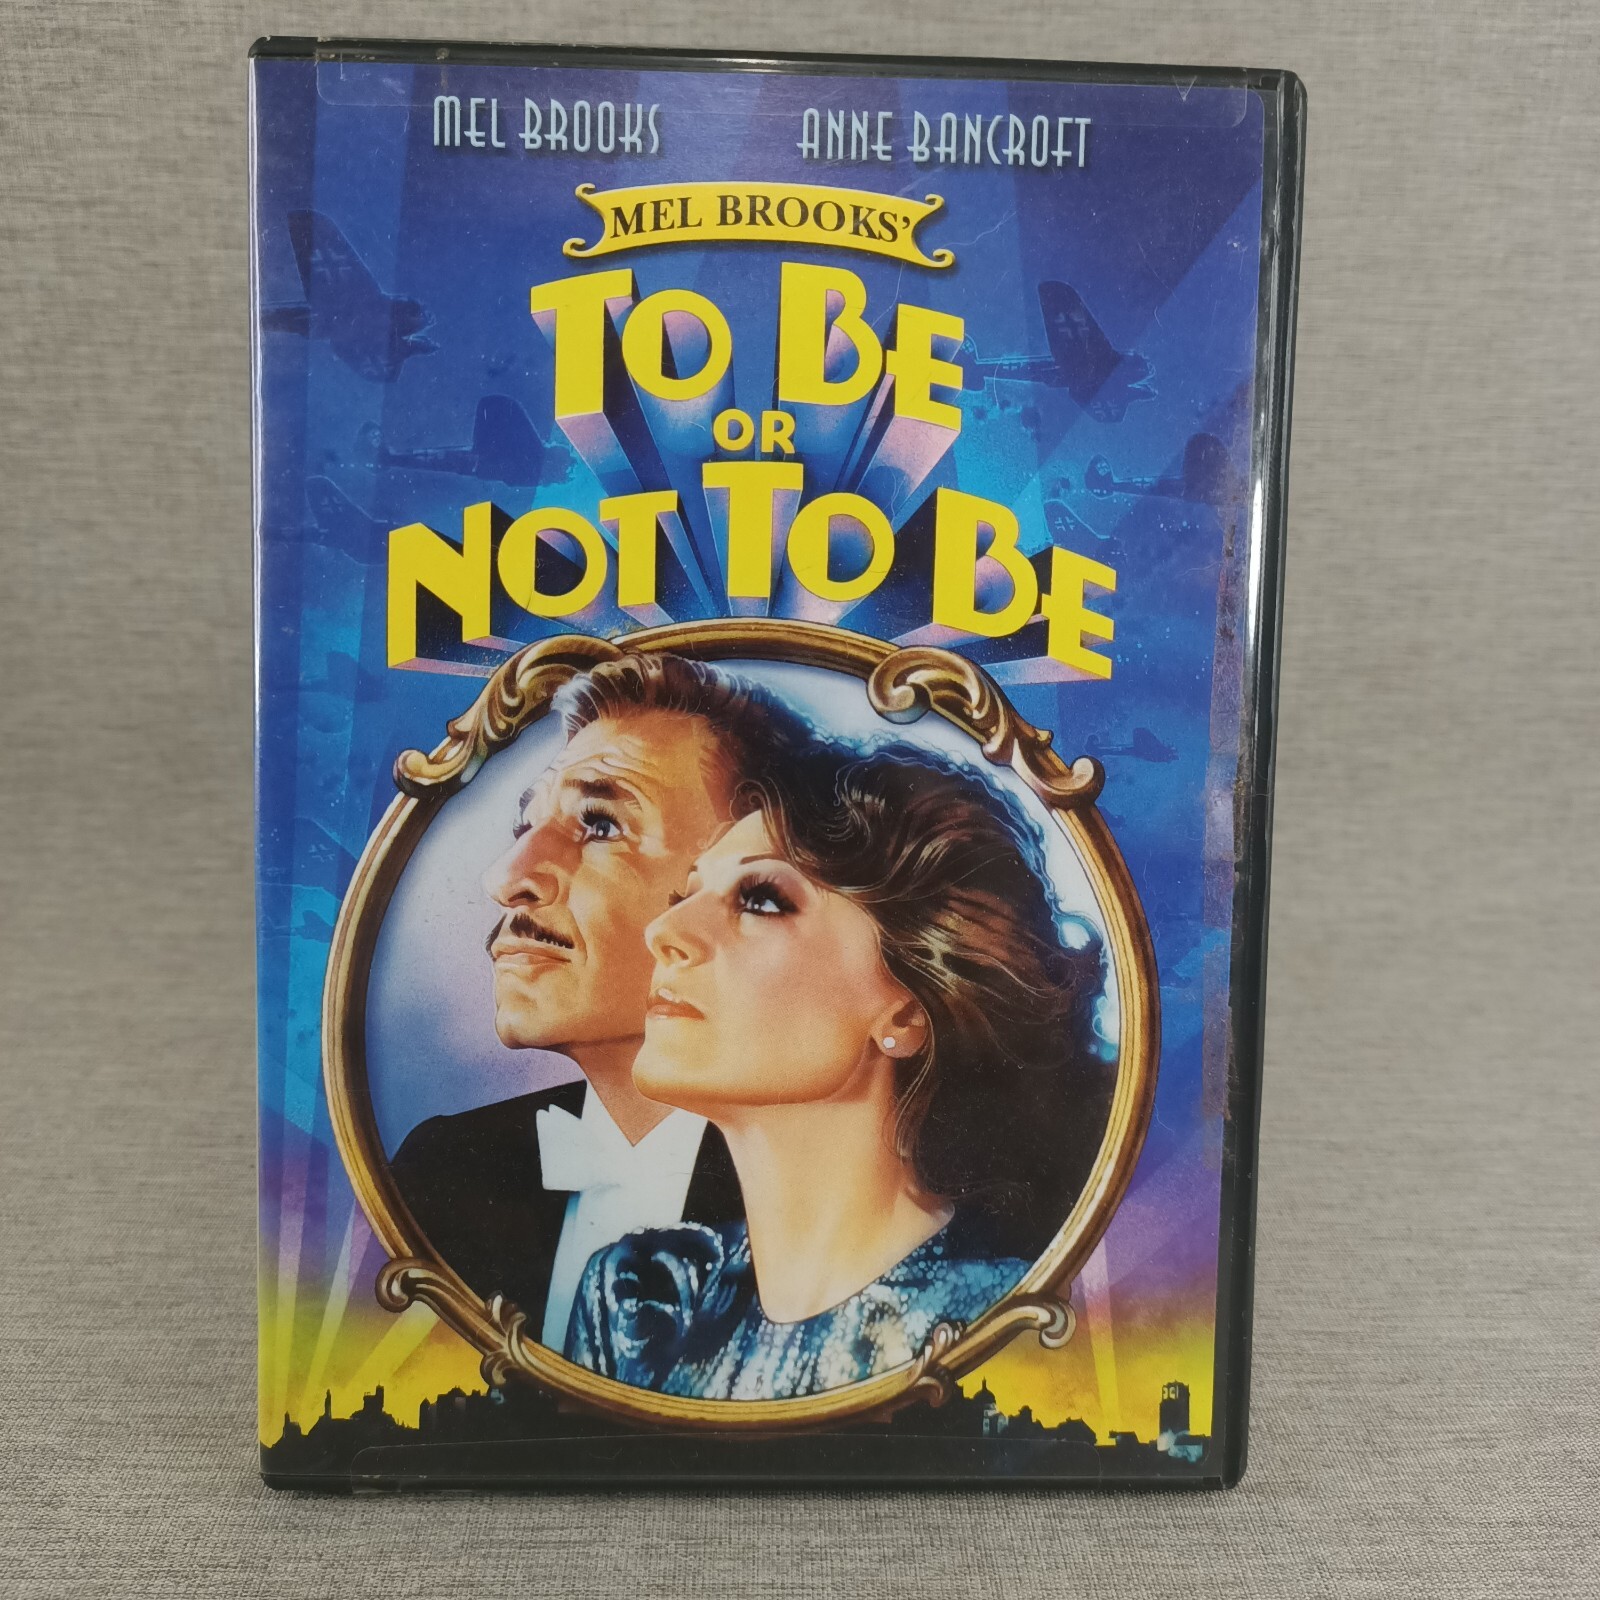 MEL BROOKS ANNE BANCROFT
MEL BROOKS'
TO BE
OR
NOT TO BE